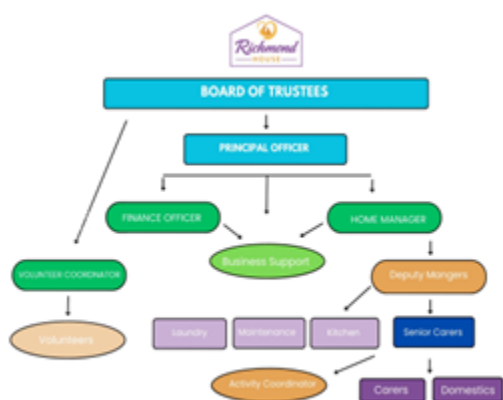 Richmond
HOUSE
BOARD OF TRUSTEES
PRINCIPAL OFFICER
FINANCE OFFICER
HOME MANAGER
Business Support
VOLUNTEER COORDINATOR
Deputy Mangers
Volunteers
Laundry
Maintenance
Kitchen
Senior Carers
Activity Coordinator
Carers
Domestics